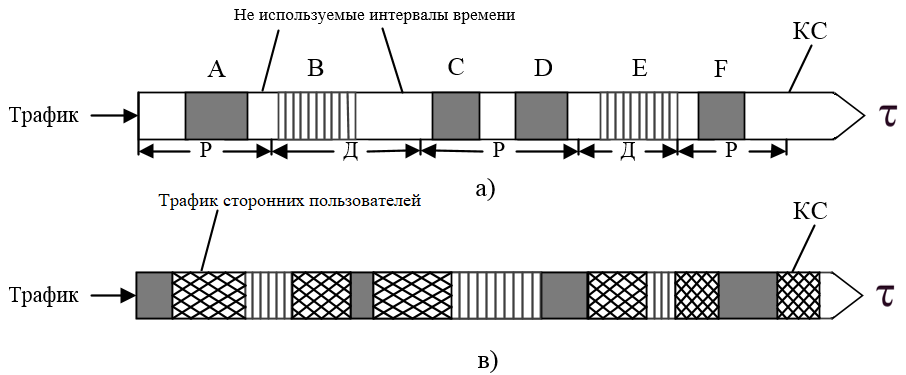 Не используемые интервалы времени
КС
A B C D E F
Трафик τ
Р Д Р Д Р
а)
Трафик сторонних пользователей
КС
Трафик τ
в)